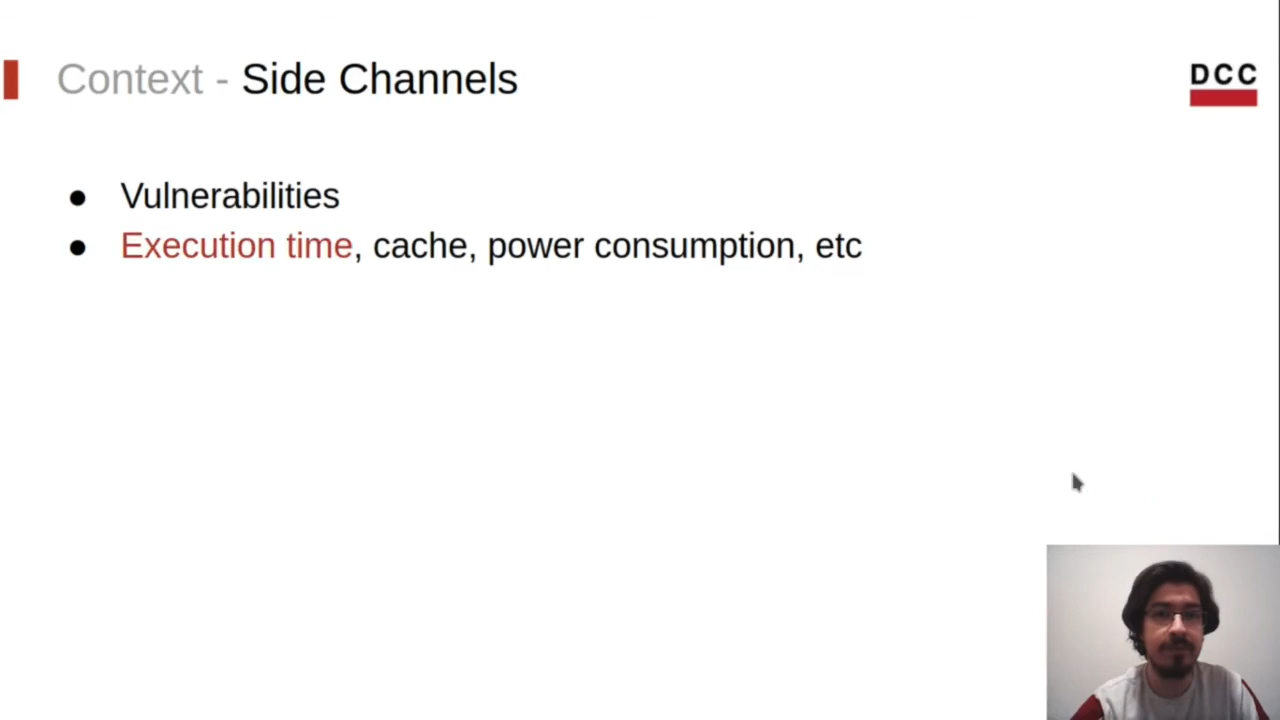 Context - Side Channels
DCC
● Vulnerabilities
● Execution time, cache, power consumption, etc